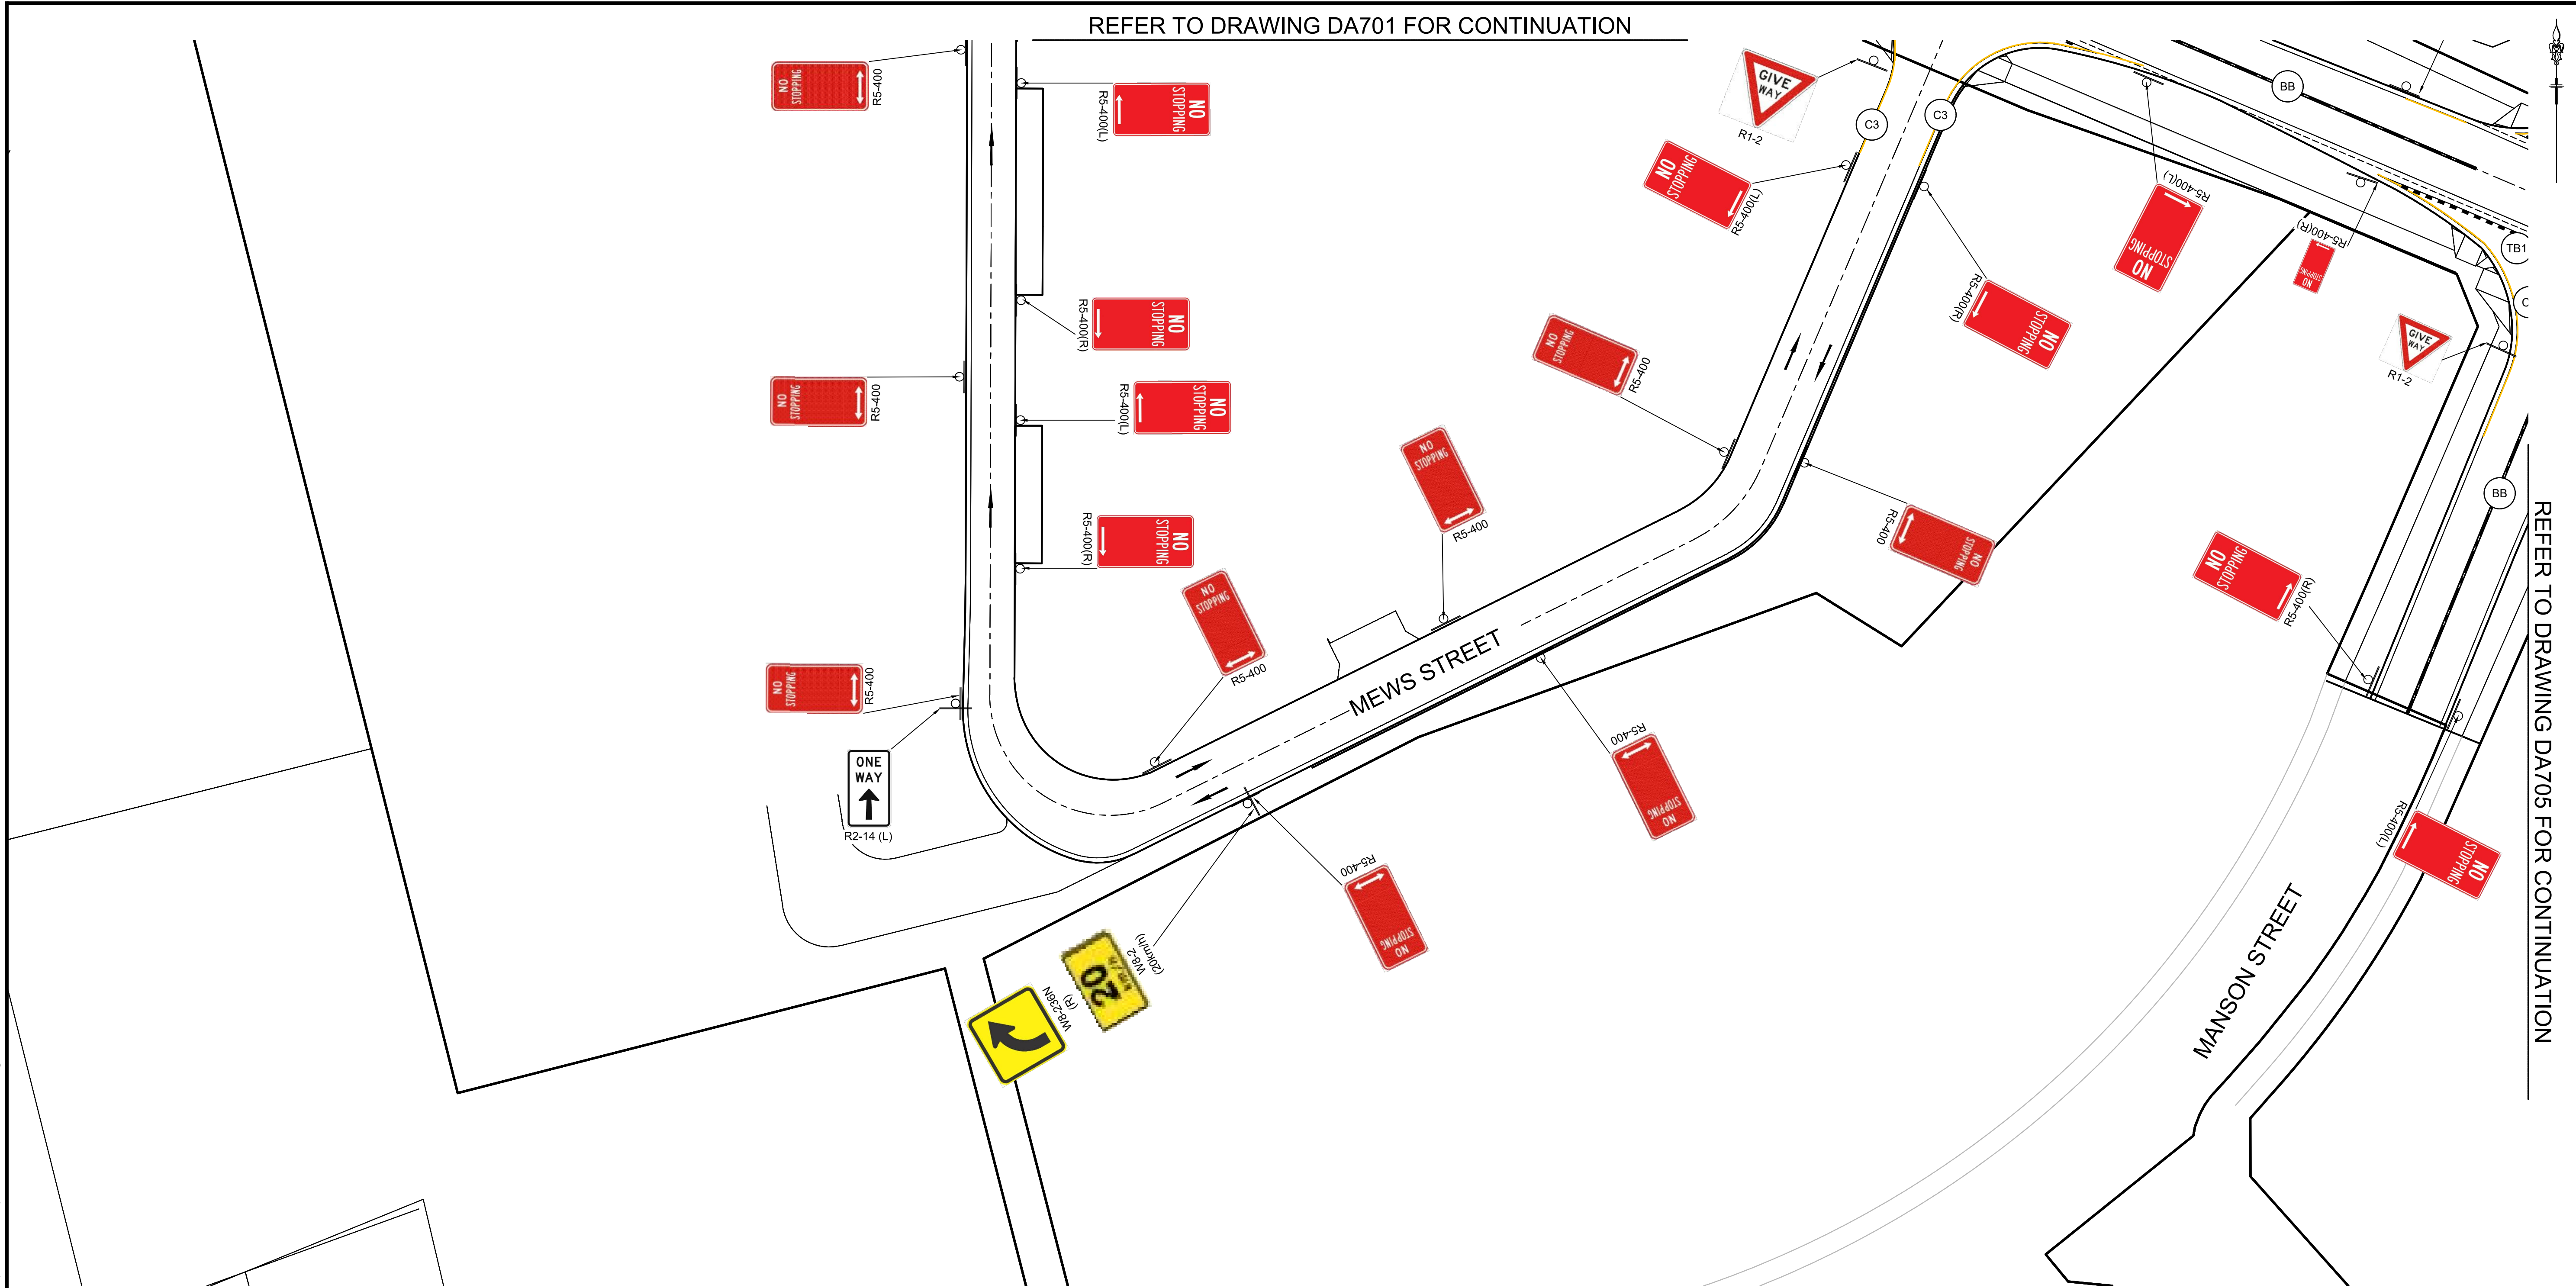 REFER TO DRAWING DA701 FOR CONTINUATION
NO
STOPPING
R5-400
NO
STOPPING
R5-400(L)
GIVE
WAY
R1-2
C3
C3
BB
NO
STOPPING
R5-400(L)
NO
STOPPING
R5-400(L)
NO
STOPPING
R5-400(R)
TB1
NO
STOPPING
R5-400(R)
NO
STOPPING
R5-400(R)
GIVE
WAY
R1-2
NO
STOPPING
R5-400
NO
STOPPING
R5-400
NO
STOPPING
R5-400(L)
NO
STOPPING
R5-400
BB
NO
STOPPING
R5-400(R)
NO
STOPPING
R5-400
NO
STOPPING
R5-400
NO
STOPPING
R5-400(R)
MEWS STREET
NO
STOPPING
R5-400
ONE
WAY
R2-14 (L)
NO
STOPPING
R5-400
NO
STOPPING
R5-400
NO
STOPPING
R5-400(L)
20
km/h
W8-2
(20km/h)
W8-236N
(R)
MANSON STREET
REFER TO DRAWING DA705 FOR CONTINUATION